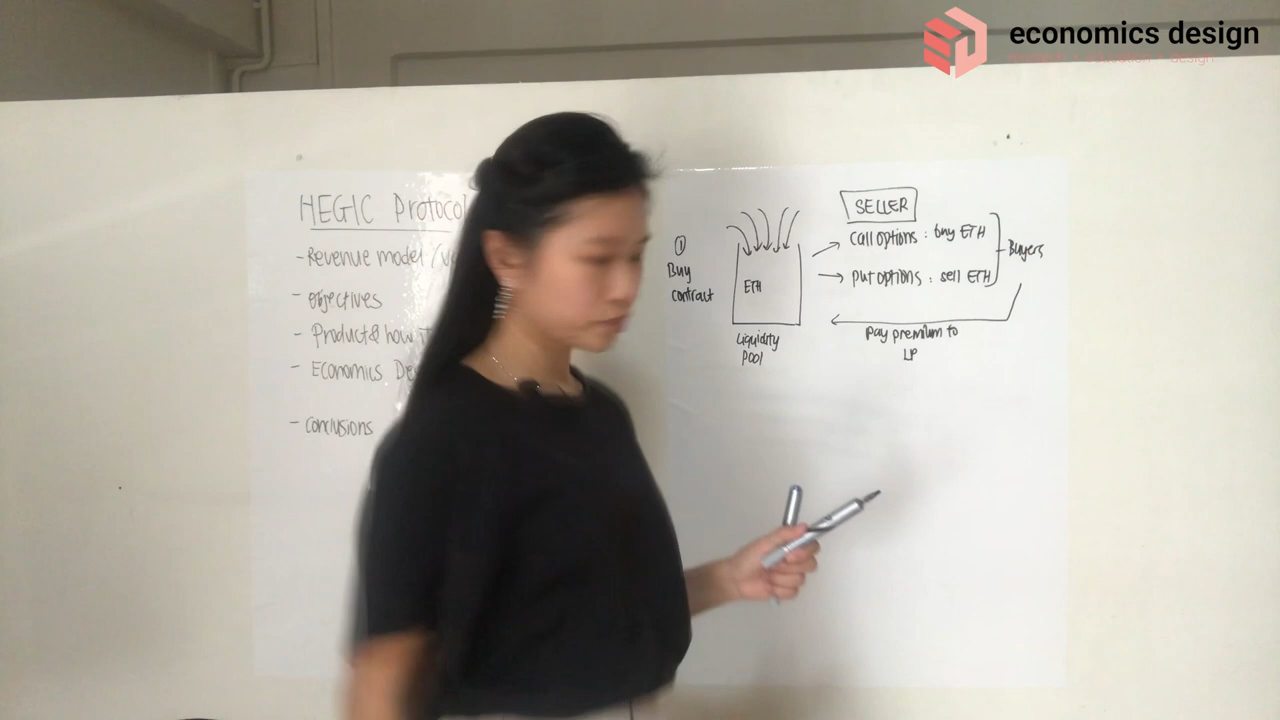 economics design
HEGIC Protocol
- Revenue model /
- objectives
- Product & how
- Economics
- conclusions
①
Buy
contract
ETH
Liquidity
Pool
SELLER
call options : buy ETH
put options : sell ETH
Buyers
pay premium to
LP